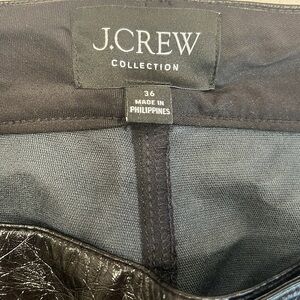 J.CREW
COLLECTION
36
MADE IN
PHILIPPINES